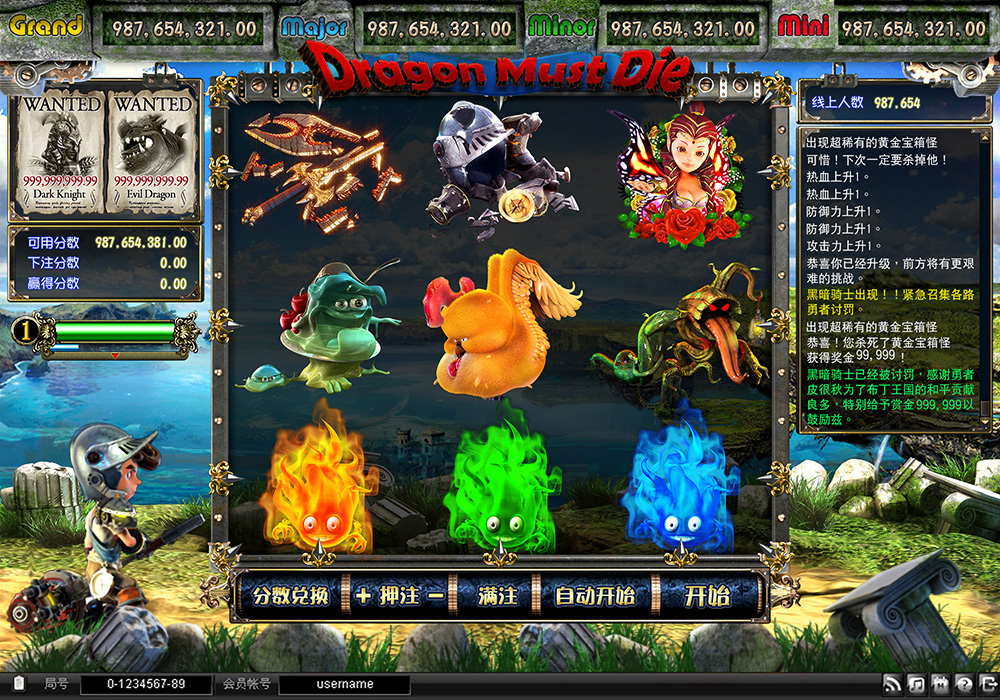 Grand 987,654,321.00 Major 987,654,321.00 Minor 987,654,321.00 Mini 987,654,321.00
Dragon Must Die
WANTED
999,999,999.99
Dark Knight
WANTED
999,999,999.99
Evil Dragon
可用分数 987,654,381.00
下注分数 0.00
赢得分数 0.00
1
线上人数 987,654
出现超稀有的黄金宝箱怪
可惜！下次一定要杀掉他！
热血上升1。
热血上升1。
防御力上升1。
防御力上升1。
攻击力上升1。
恭喜你已经升级，前方将有更艰
难的挑战。
黑暗骑士出现！！紧急召集各路
勇者讨罚。
出现超稀有的黄金宝箱怪
恭喜！您杀死了黄金宝箱怪
获得奖金99,999！
黑暗骑士已经被讨罚，感谢勇者
皮很秋为了布丁王国的和平贡献
良多，特别给予赏金999,999以
鼓励兹。
分数兑换 + 押注 − 满注 自动开始 开始
局号 0-1234567-89 会员帐号 username